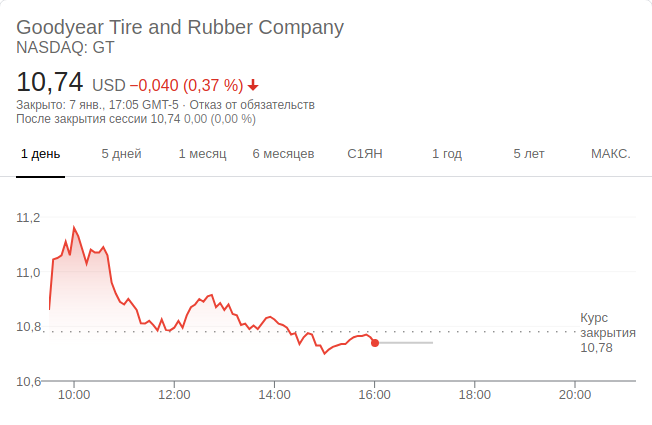 Goodyear Tire and Rubber Company
NASDAQ: GT
10,74 USD −0,040 (0,37 %)
Закрыто: 7 янв., 17:05 GMT-5 · Отказ от обязательств
После закрытия сессии 10,74 0,00 (0,00 %)
1 день 5 дней 1 месяц 6 месяцев С1ЯН 1 год 5 лет МАКС.
11,2
11,0
10,8
10,6
Курс
закрытия
10,78
10:00 12:00 14:00 16:00 18:00 20:00